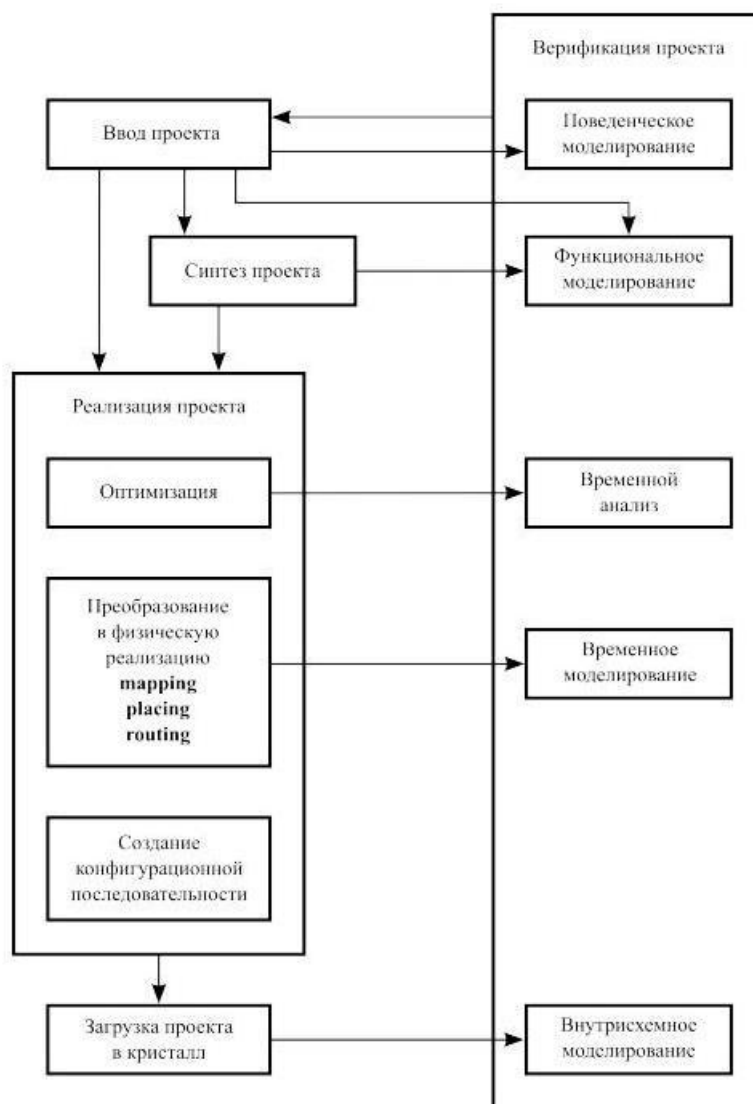 Верификация проекта
Ввод проекта
Поведенческое
моделирование
Синтез проекта
Функциональное
моделирование
Реализация проекта
Оптимизация
Временной
анализ
Преобразование
в физическую
реализацию
mapping
placing
routing
Временное
моделирование
Создание
конфигурационной
последовательности
Загрузка проекта
в кристалл
Внутрисхемное
моделирование